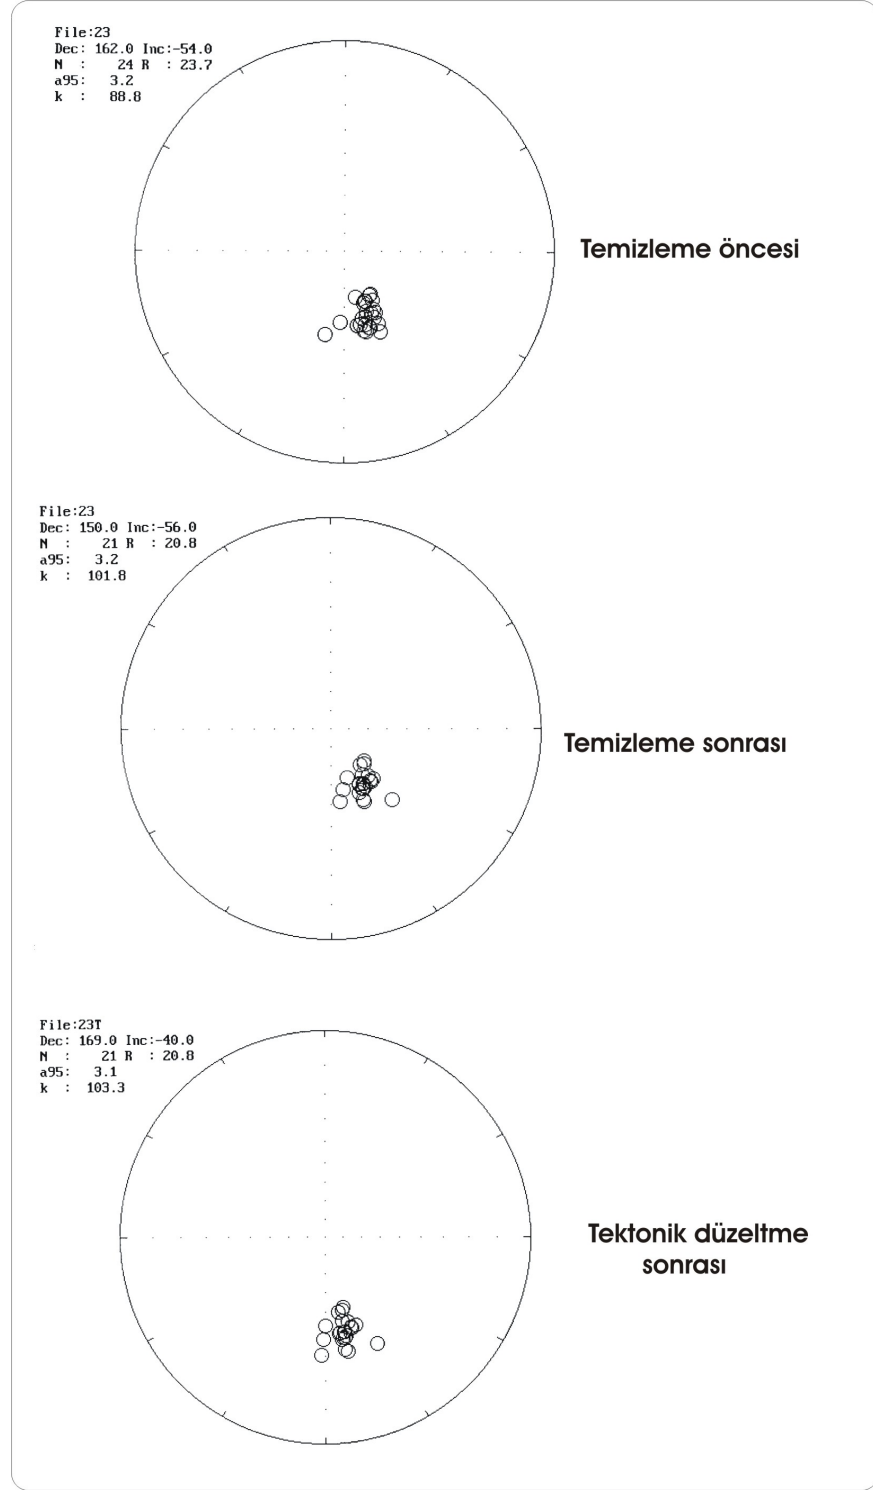 File:23
Dec: 162.0 Inc:-54.0
N  :    24 R  : 23.7
a95:   3.2
k  :   88.8
Temizleme öncesi
File:23
Dec: 150.0 Inc:-56.0
N  :    21 R  : 20.8
a95:   3.2
k  :  101.8
Temizleme sonrası
File:23T
Dec: 169.0 Inc:-40.0
N  :    21 R  : 20.8
a95:   3.1
k  :  103.3
Tektonik düzeltme
sonrası